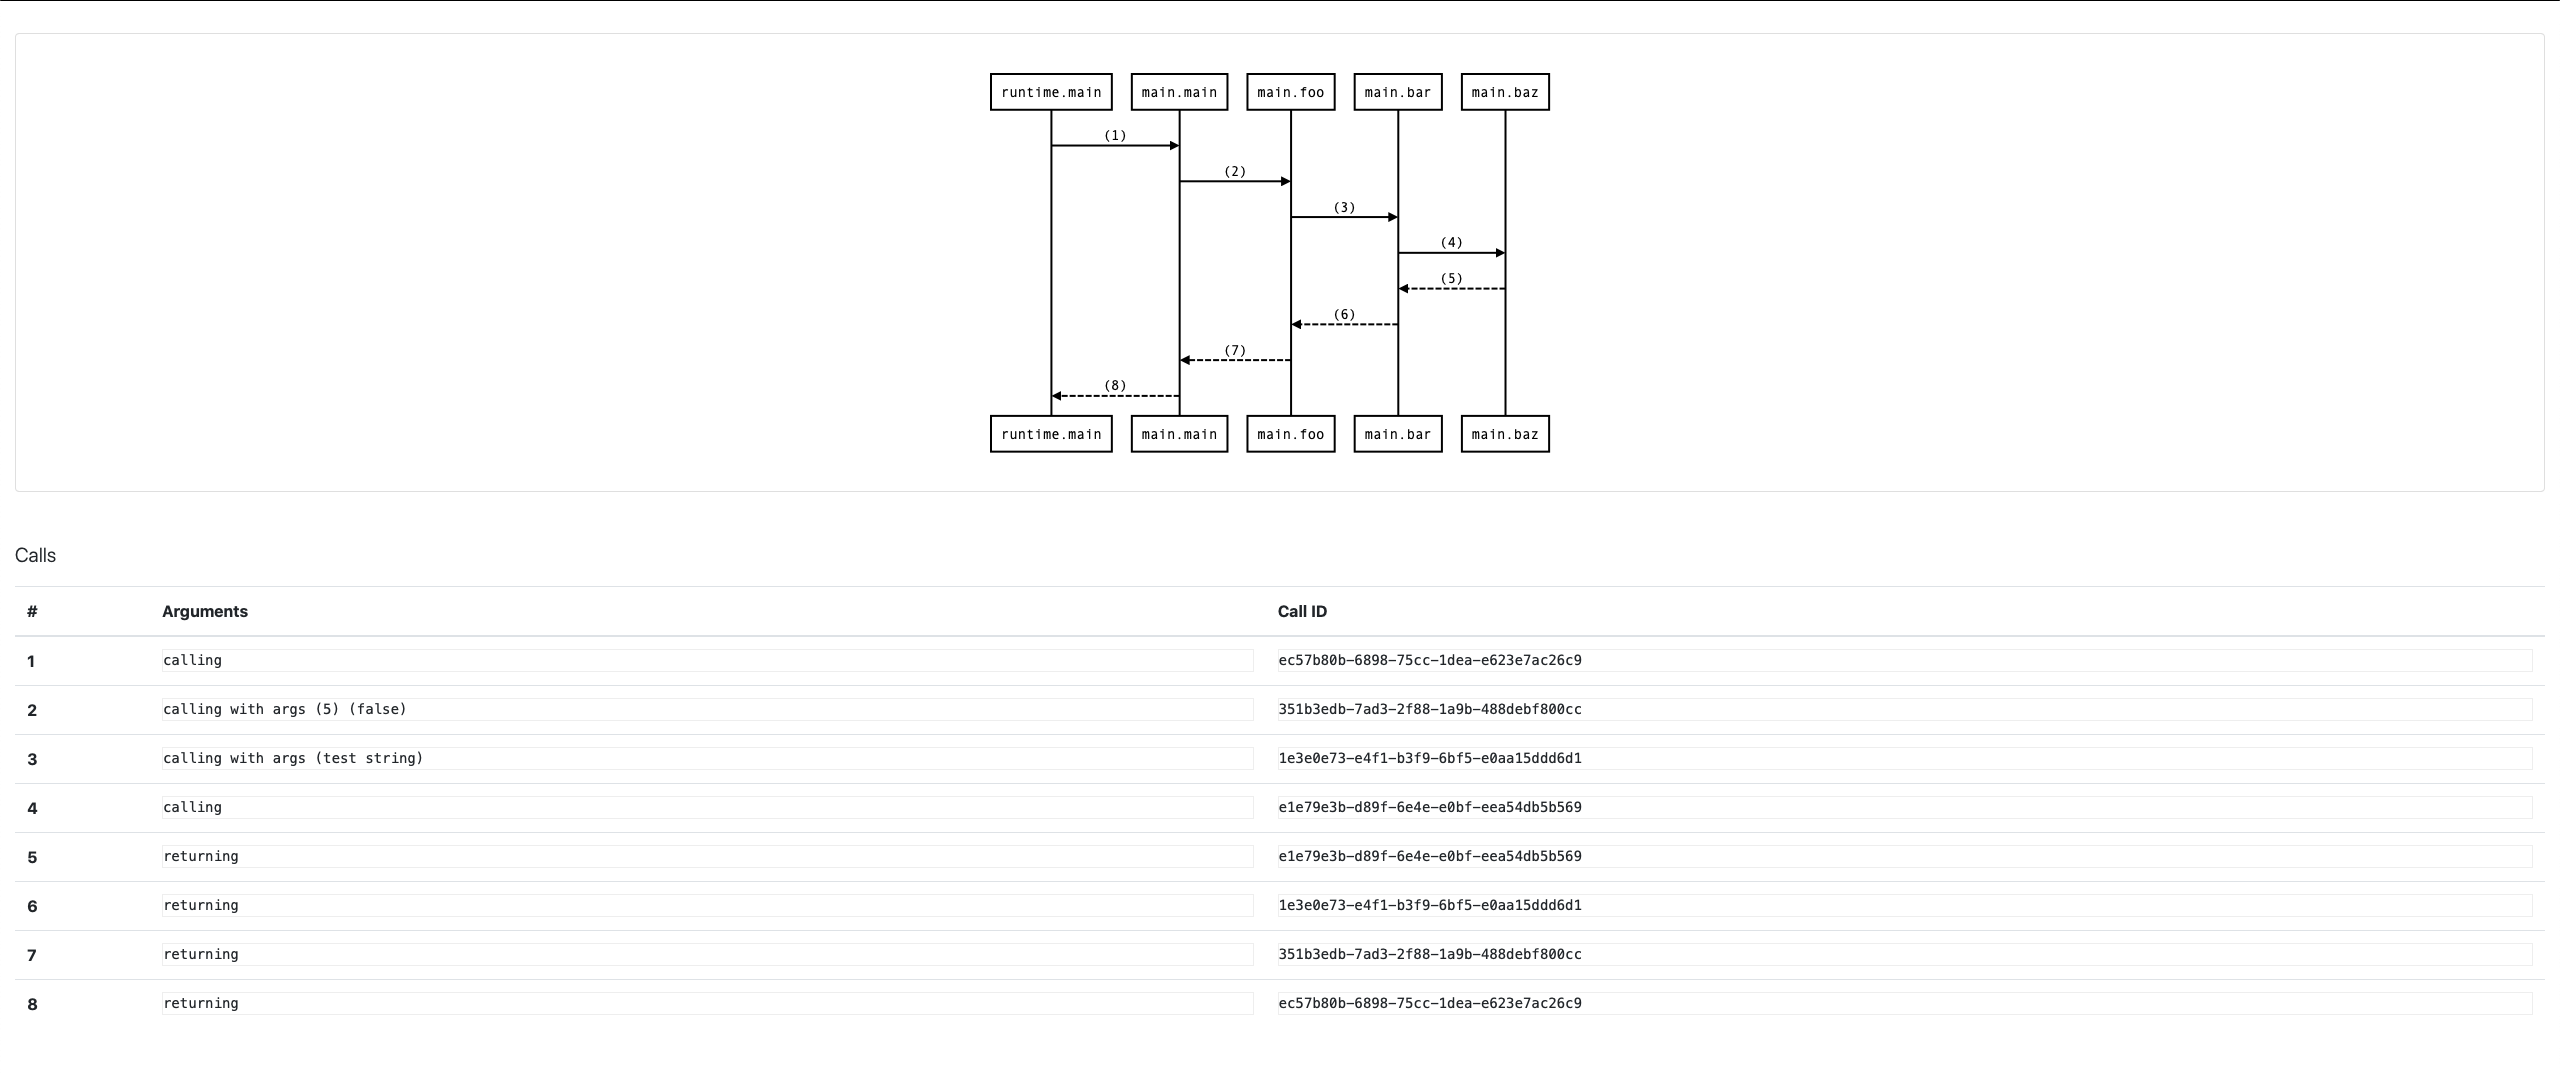 runtime.main main.main main.foo main.bar main.baz
(1)
(2)
(3)
(4)
(5)
(6)
(7)
(8)
runtime.main main.main main.foo main.bar main.baz
Calls
# Arguments Call ID
1 calling ec57b80b-6898-75cc-1dea-e623e7ac26c9
2 calling with args (5) (false) 351b3edb-7ad3-2f88-1a9b-488debf800cc
3 calling with args (test string) 1e3e0e73-e4f1-b3f9-6bf5-e0aa15ddd6d1
4 calling e1e79e3b-d89f-6e4e-e0bf-eea54db5b569
5 returning e1e79e3b-d89f-6e4e-e0bf-eea54db5b569
6 returning 1e3e0e73-e4f1-b3f9-6bf5-e0aa15ddd6d1
7 returning 351b3edb-7ad3-2f88-1a9b-488debf800cc
8 returning ec57b80b-6898-75cc-1dea-e623e7ac26c9